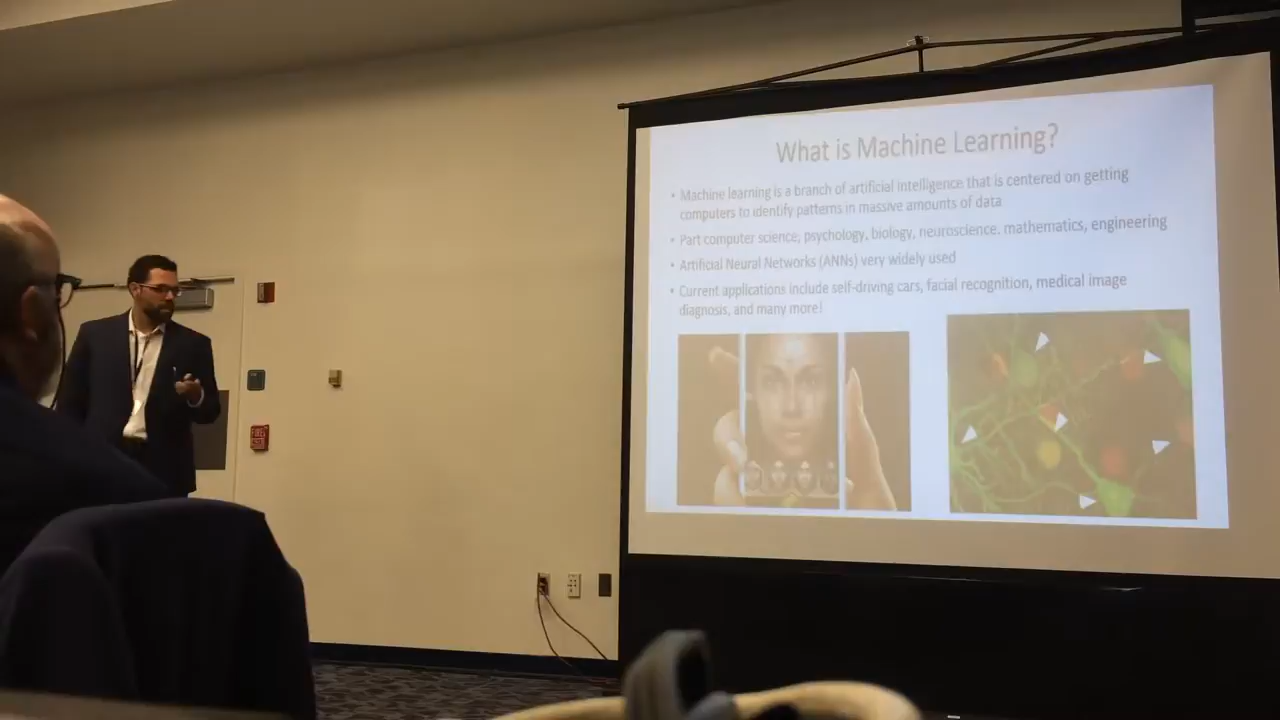 What is Machine Learning?
• Machine learning is a branch of artificial intelligence that is centered on getting
computers to identify patterns in massive amounts of data
• Part computer science, psychology, biology, neuroscience, mathematics, engineering
• Artificial Neural Networks (ANNs) very widely used
• Current applications include self-driving cars, facial recognition, medical image
diagnosis, and many more!
FIRE